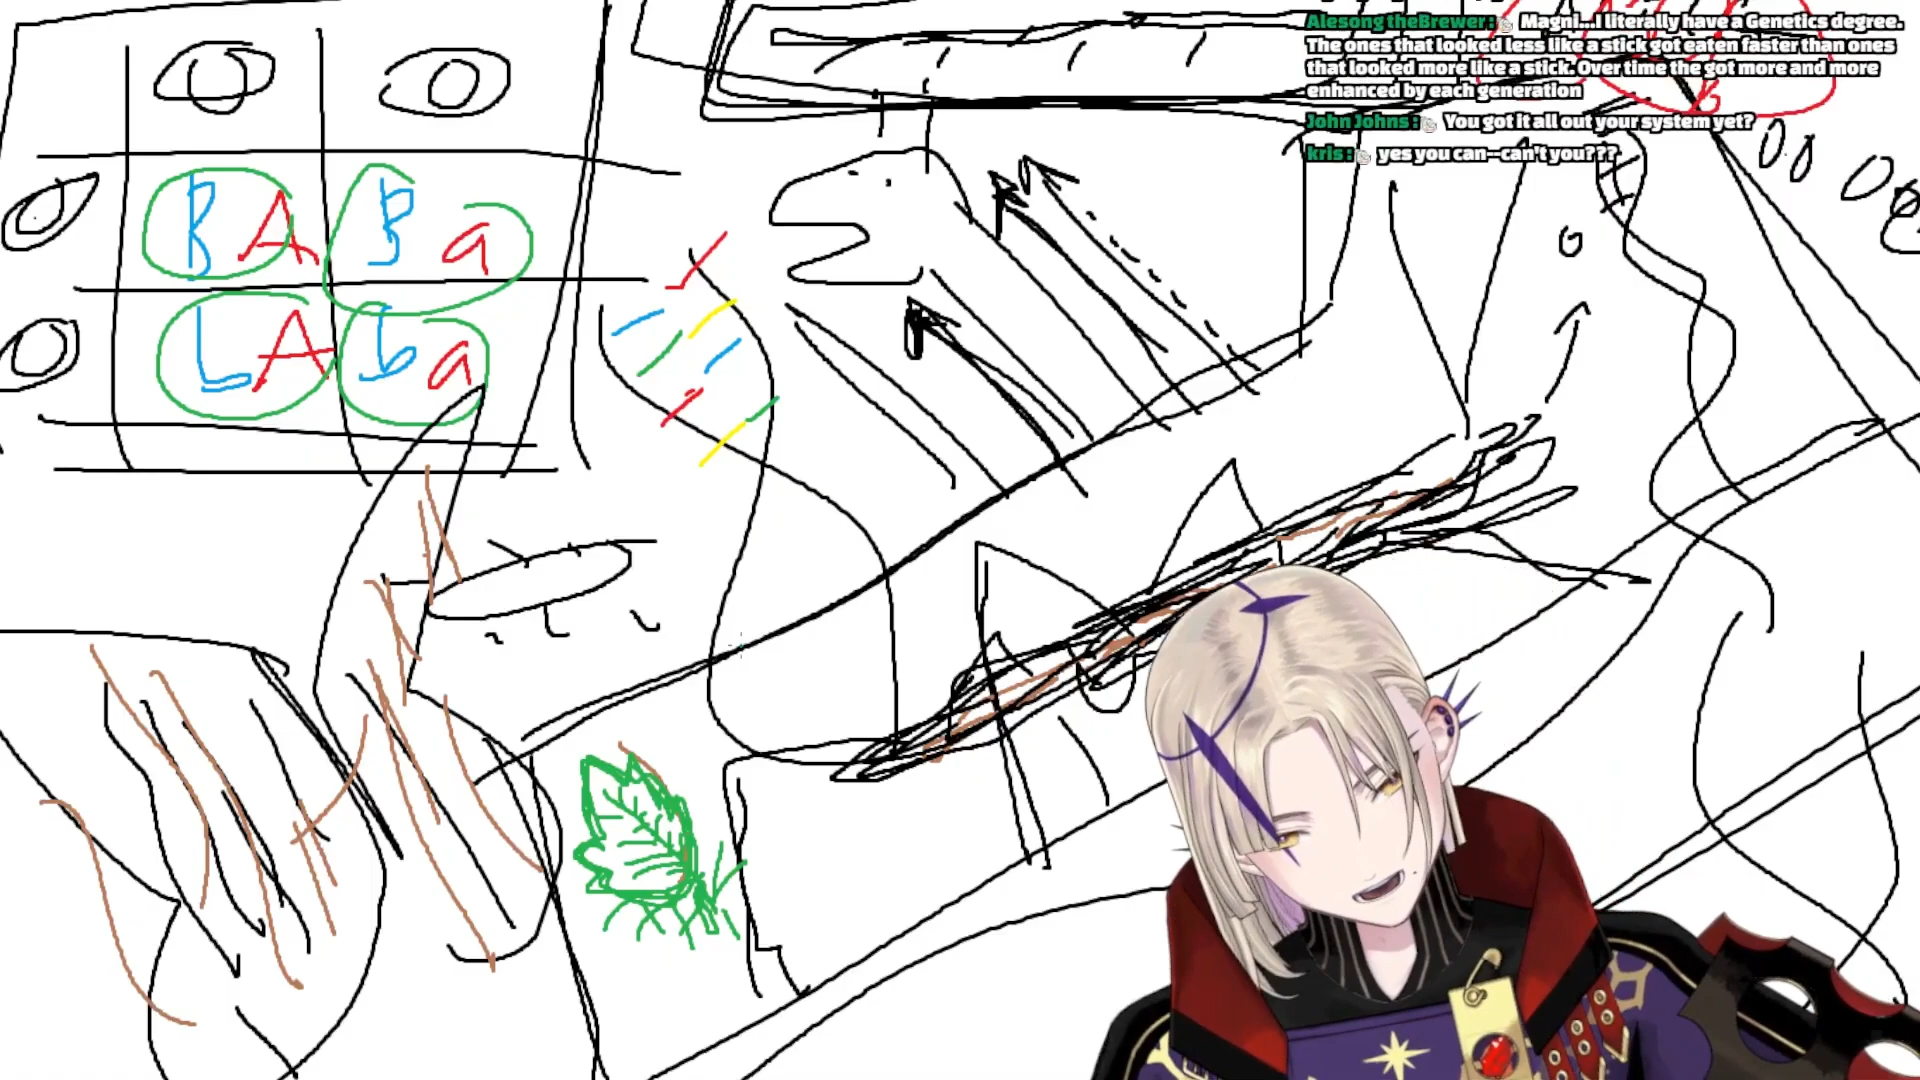 AlesongtheBrewer: Magni...I literally have a Genetics degree.
The ones that looked less like a stick got eaten faster than ones
that looked more like a stick. Over time the got more and more
enhanced by each generation
John Johns: You got it all out your system yet?
kris: yes you can--can't you???
B A B a
b A b a